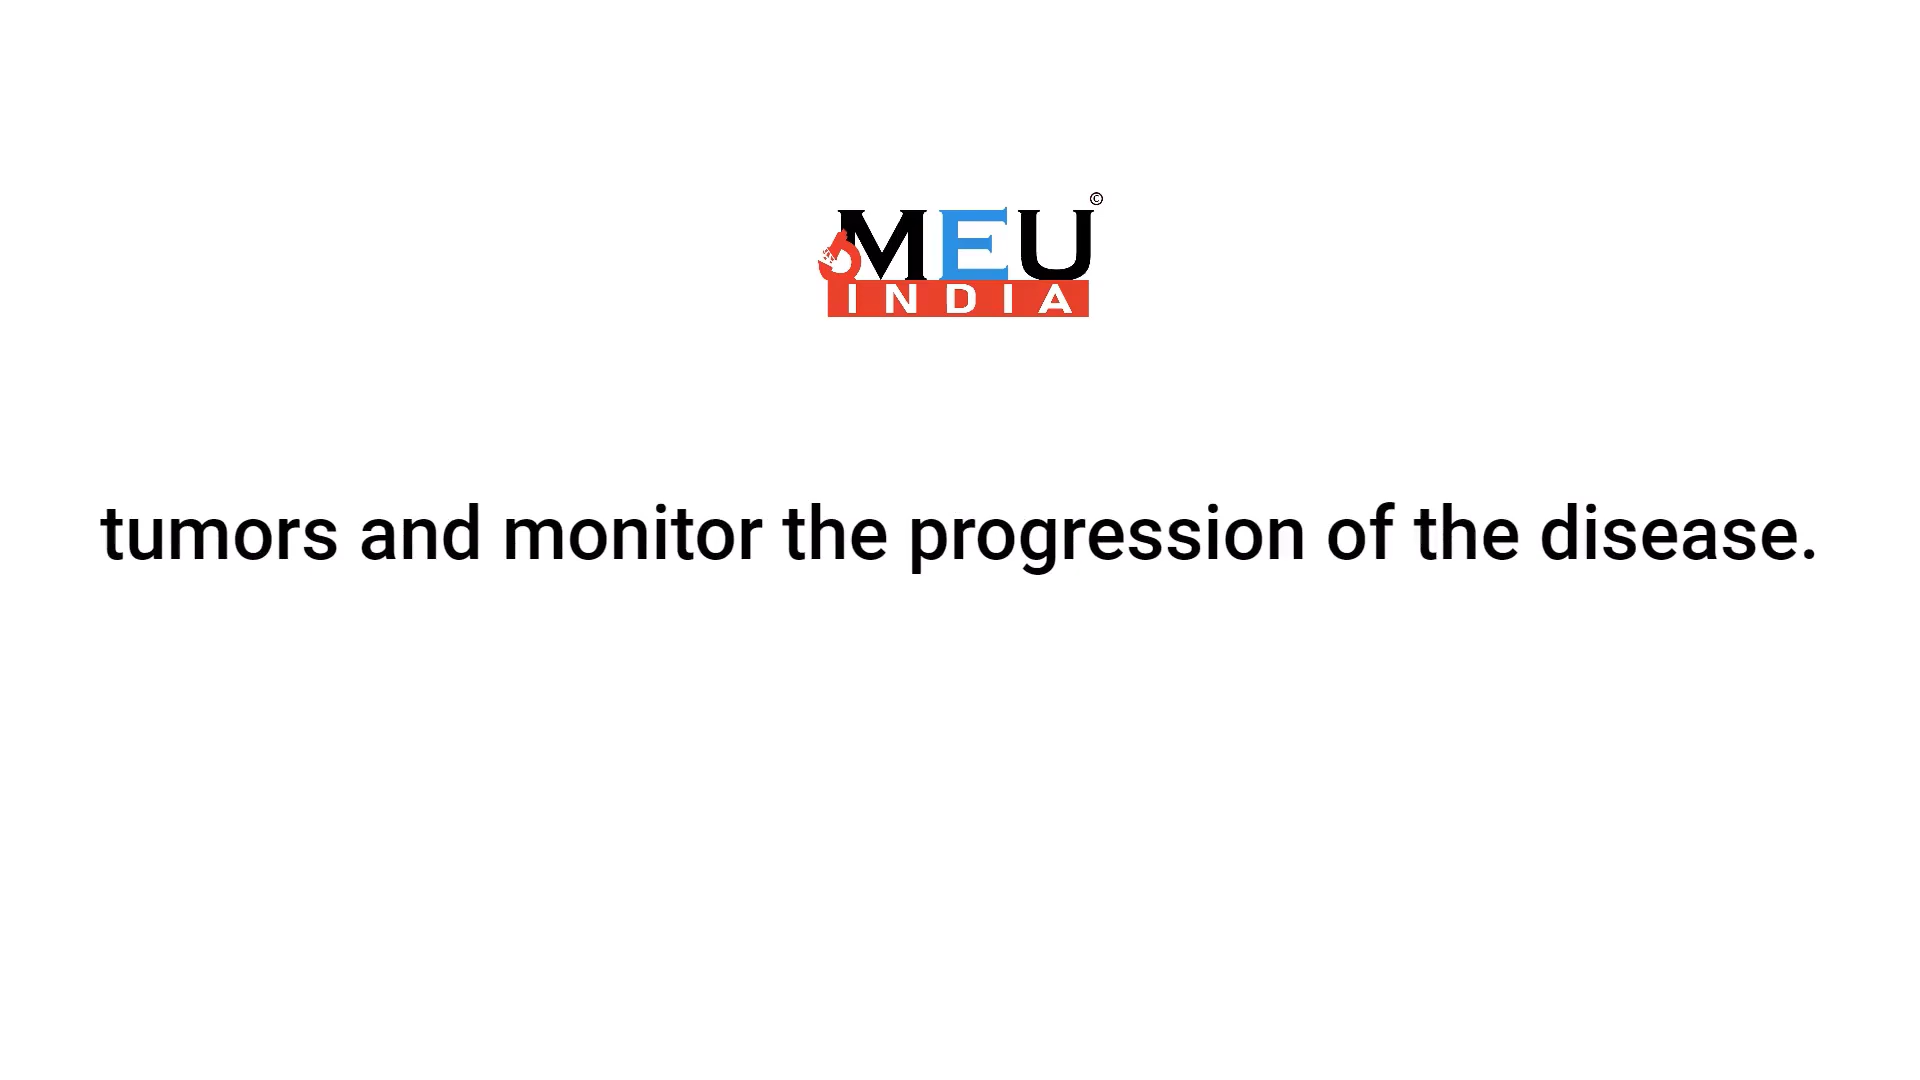 MEU
©
INDIA
tumors and monitor the progression of the disease.